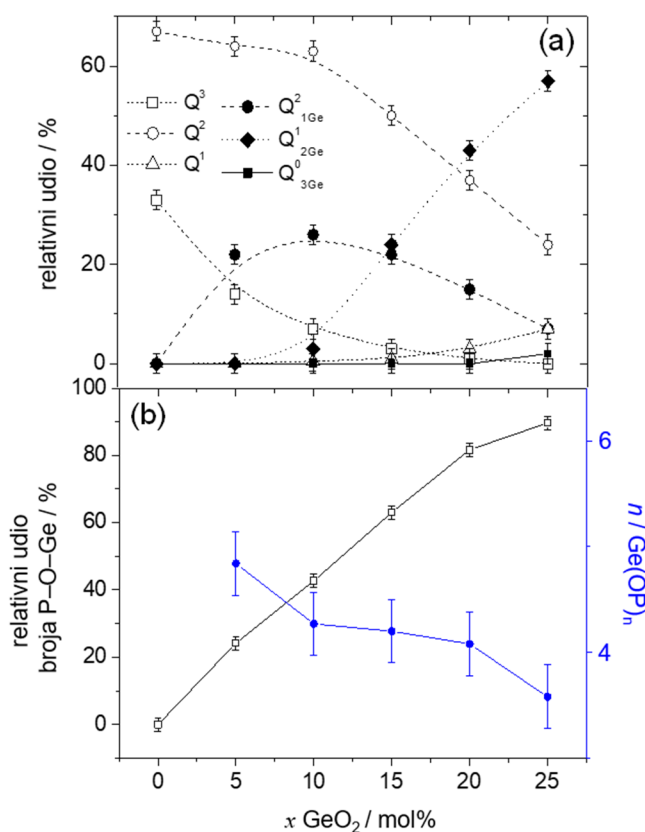 (a)
60
40
20
0
relativni udio / %
Q³
Q²
Q¹
Q²₁Ge
Q¹₂Ge
Q⁰₃Ge
(b)
100
80
60
40
20
0
relativni udio
broja P–O–Ge / %
6
4
n / Ge(OP)ₙ
0 5 10 15 20 25
x GeO₂ / mol%